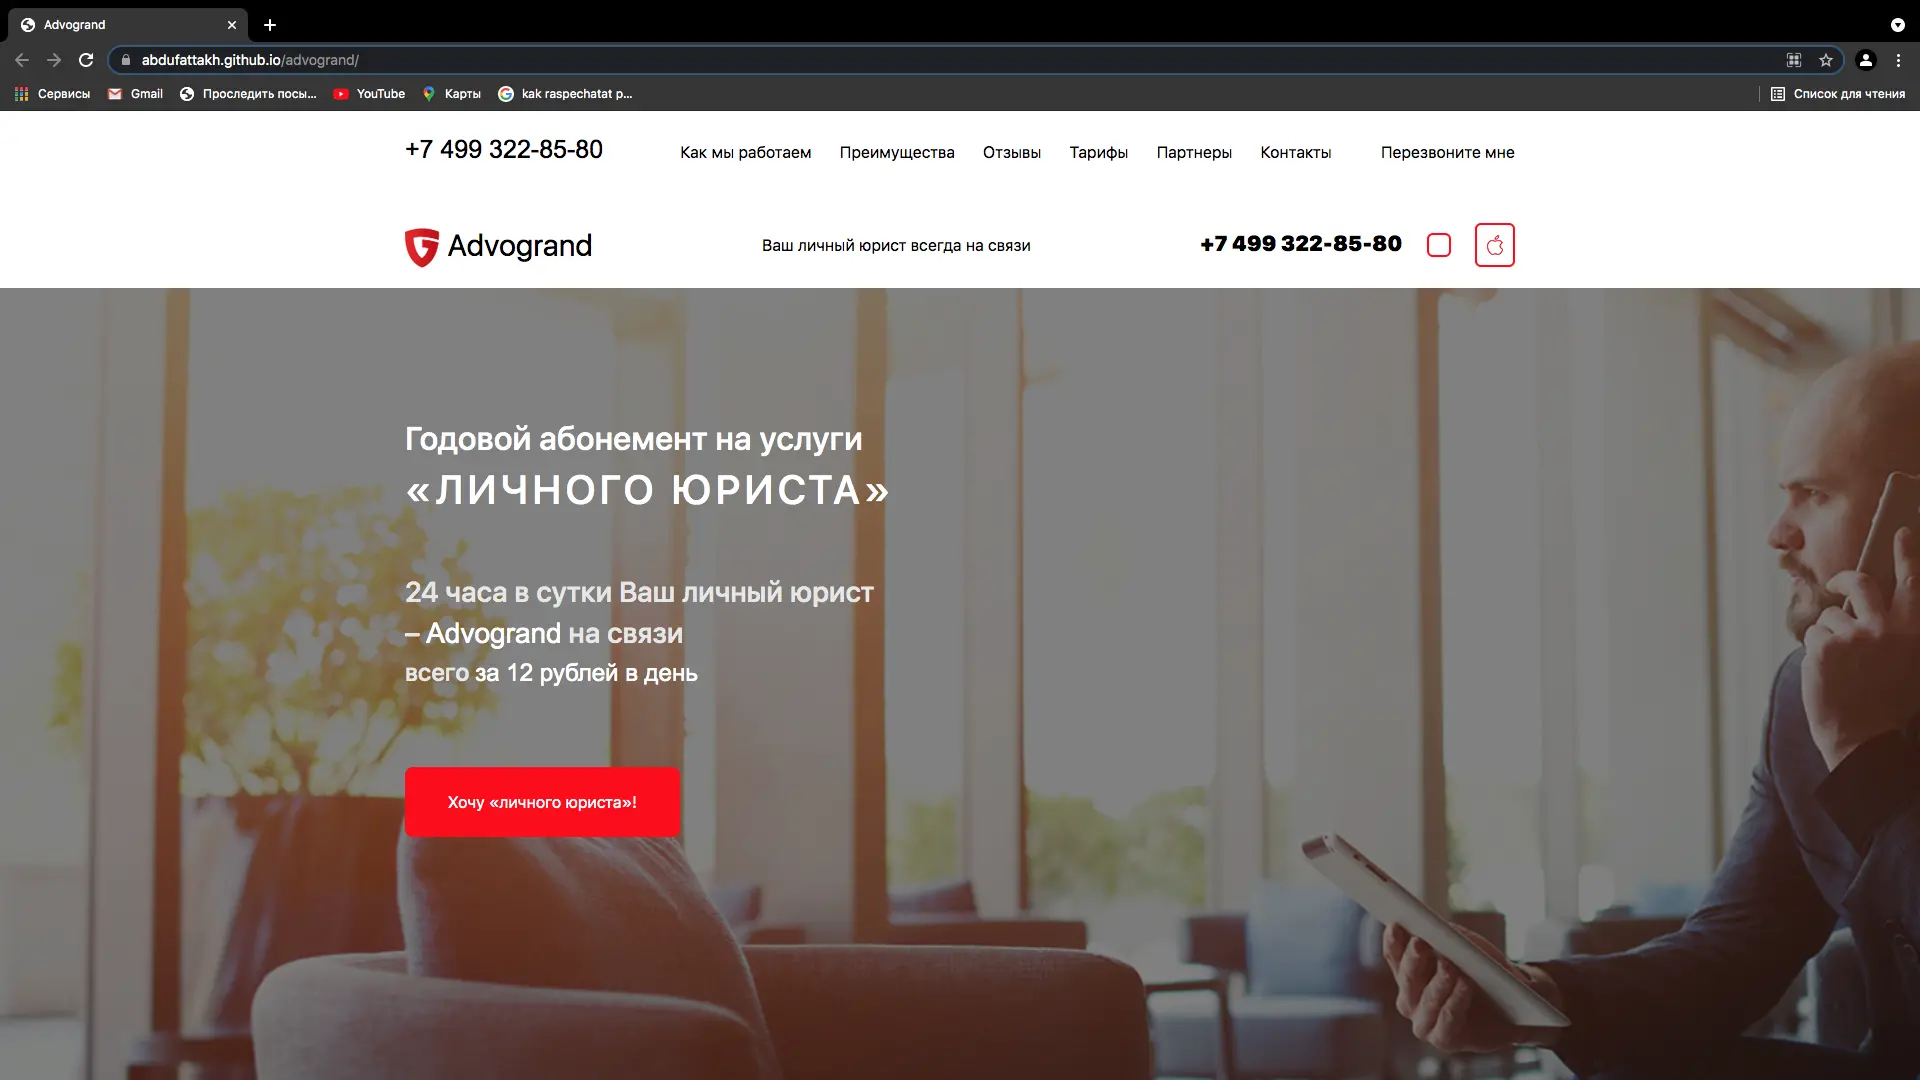 Advogrand
abdufattakh.github.io/advogrand/
Сервисы
Gmail
Проследить посы...
YouTube
Карты
kak raspechatat p...
Список для чтения
+7 499 322-85-80
Как мы работаем
Преимущества
Отзывы
Тарифы
Партнеры
Контакты
Перезвоните мне
Advogrand
Ваш личный юрист всегда на связи
+7 499 322-85-80
Годовой абонемент на услуги
«ЛИЧНОГО ЮРИСТА»
24 часа в сутки Ваш личный юрист
– Advogrand на связи
всего за 12 рублей в день
Хочу «личного юриста»!